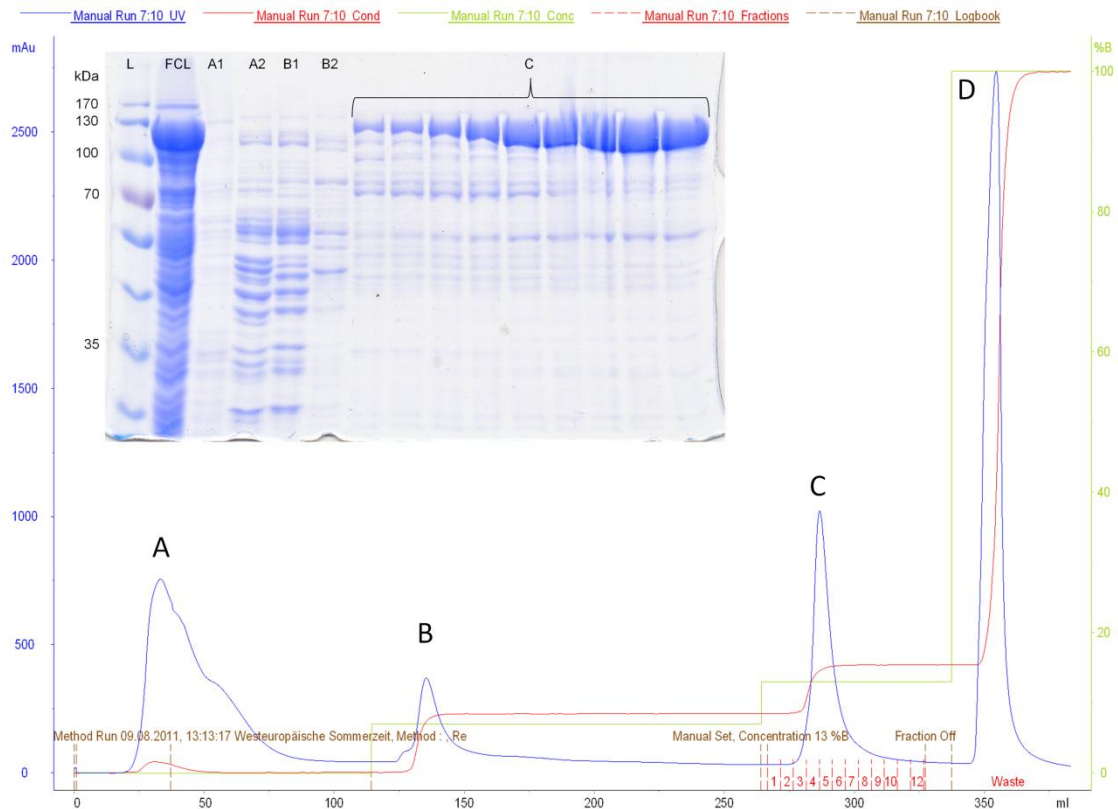 Manual Run 7:10_UV Manual Run 7:10_Cond Manual Run 7:10_Conc Manual Run 7:10_Fractions Manual Run 7:10_Logbook
mAu %B
L FCL A1 A2 B1 B2 C
kDa
170
130
100
70
35
2500
2000
1500
1000
500
0
100
80
60
40
20
0
A
B
C
D
Method Run 09.08.2011, 13:13:17 Westeuropäische Sommerzeit, Method : , Re Manual Set, Concentration 13 %B Fraction Off
1 2 3 4 5 6 7 8 9 10 12 Waste
0 50 100 150 200 250 300 350 ml